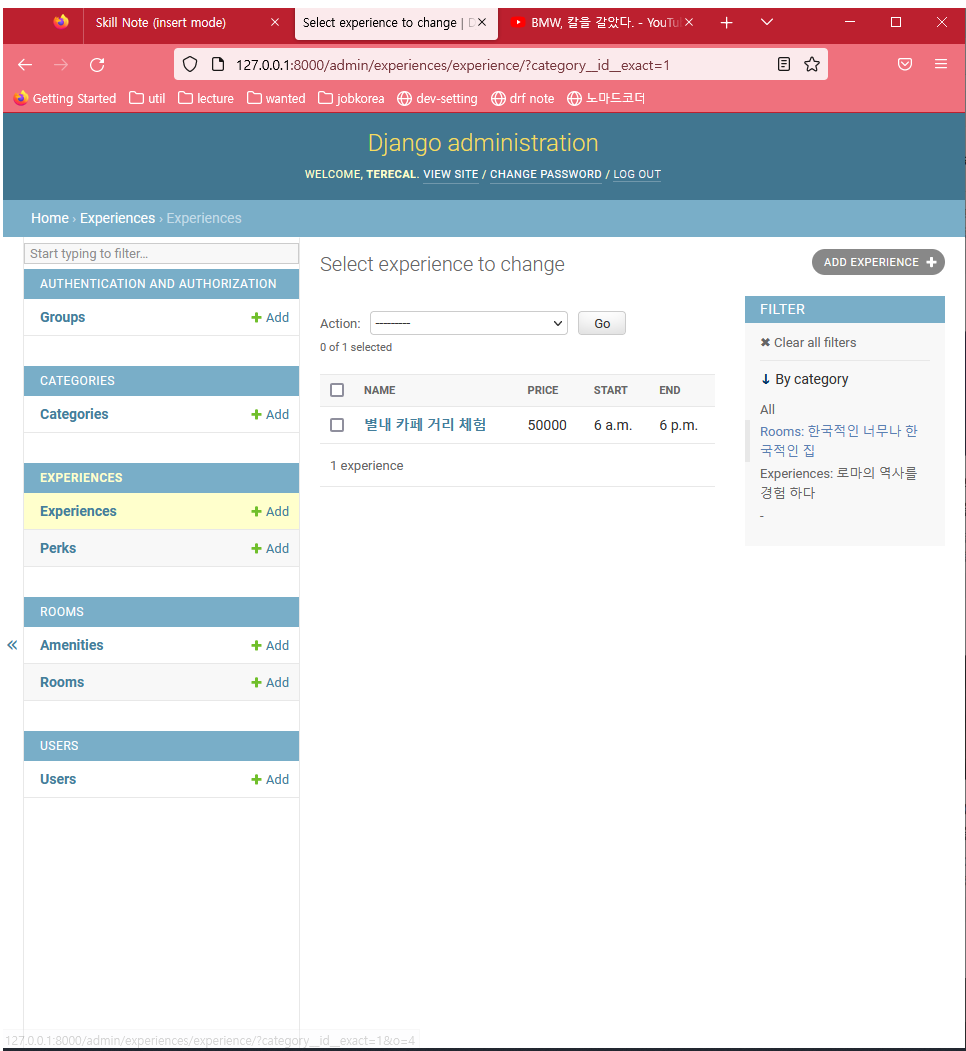 Skill Note (insert mode)
Select experience to change | D
BMW, 칼을 갈았다. - YouTu
127.0.0.1:8000/admin/experiences/experience/?category__id__exact=1
Getting Started util lecture wanted jobkorea dev-setting drf note 노마드코더
Django administration
WELCOME, TERECAL. VIEW SITE / CHANGE PASSWORD / LOG OUT
Home › Experiences › Experiences
Start typing to filter...
AUTHENTICATION AND AUTHORIZATION
Groups Add
CATEGORIES
Categories Add
EXPERIENCES
Experiences Add
Perks Add
ROOMS
Amenities Add
Rooms Add
USERS
Users Add
«
Select experience to change
ADD EXPERIENCE
Action: --------- Go
0 of 1 selected
NAME PRICE START END
별내 카페 거리 체험 50000 6 a.m. 6 p.m.
1 experience
FILTER
✖ Clear all filters
↓ By category
All
Rooms: 한국적인 너무나 한
국적인 집
Experiences: 로마의 역사를
경험 하다
-
127.0.0.1:8000/admin/experiences/experience/?category__id__exact=1&o=4